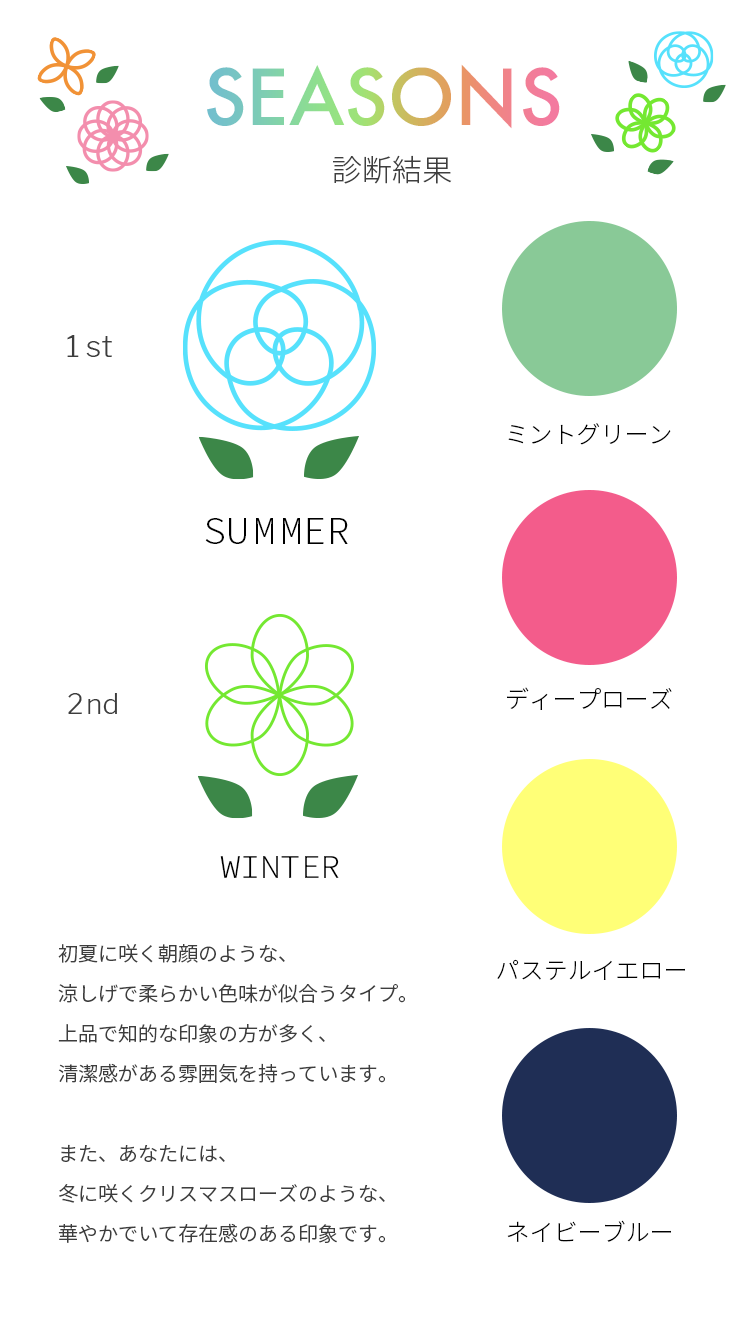 SEASONS
診断結果
1st
SUMMER
2nd
WINTER
初夏に咲く朝顔のような、
涼しげで柔らかい色味が似合うタイプ。
上品で知的な印象の方が多く、
清潔感がある雰囲気を持っています。
また、あなたには、
冬に咲くクリスマスローズのような、
華やかでいて存在感のある印象です。
ミントグリーン
ディープローズ
パステルイエロー
ネイビーブルー